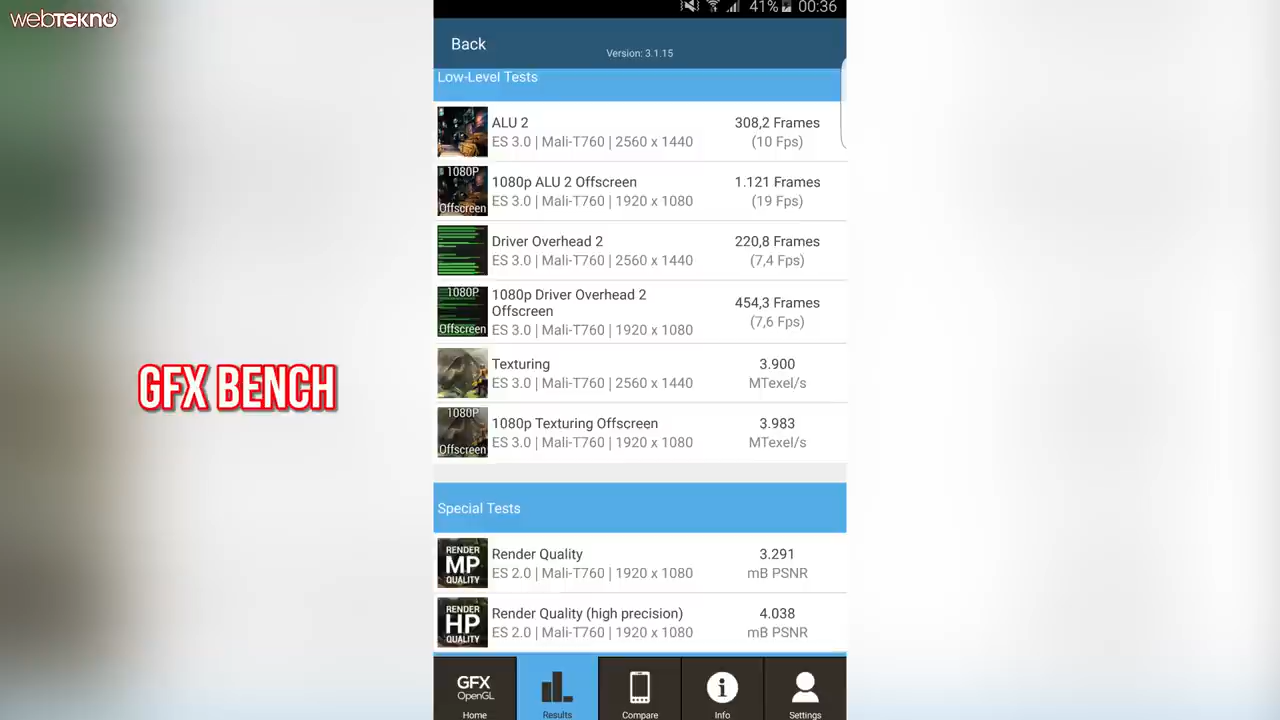 webtekno
41% 00:36
Back
Version: 3.1.15
Low-Level Tests
ALU 2
ES 3.0 | Mali-T760 | 2560 x 1440
308,2 Frames
(10 Fps)
1080P
Offscreen
1080p ALU 2 Offscreen
ES 3.0 | Mali-T760 | 1920 x 1080
1.121 Frames
(19 Fps)
Driver Overhead 2
ES 3.0 | Mali-T760 | 2560 x 1440
220,8 Frames
(7,4 Fps)
1080P
Offscreen
1080p Driver Overhead 2
Offscreen
ES 3.0 | Mali-T760 | 1920 x 1080
454,3 Frames
(7,6 Fps)
Texturing
ES 3.0 | Mali-T760 | 2560 x 1440
3.900
MTexel/s
1080P
Offscreen
1080p Texturing Offscreen
ES 3.0 | Mali-T760 | 1920 x 1080
3.983
MTexel/s
GFX BENCH
Special Tests
RENDER
MP
QUALITY
Render Quality
ES 2.0 | Mali-T760 | 1920 x 1080
3.291
mB PSNR
RENDER
HP
QUALITY
Render Quality (high precision)
ES 2.0 | Mali-T760 | 1920 x 1080
4.038
mB PSNR
GFX
OpenGL
Home
Results
Compare
Info
Settings